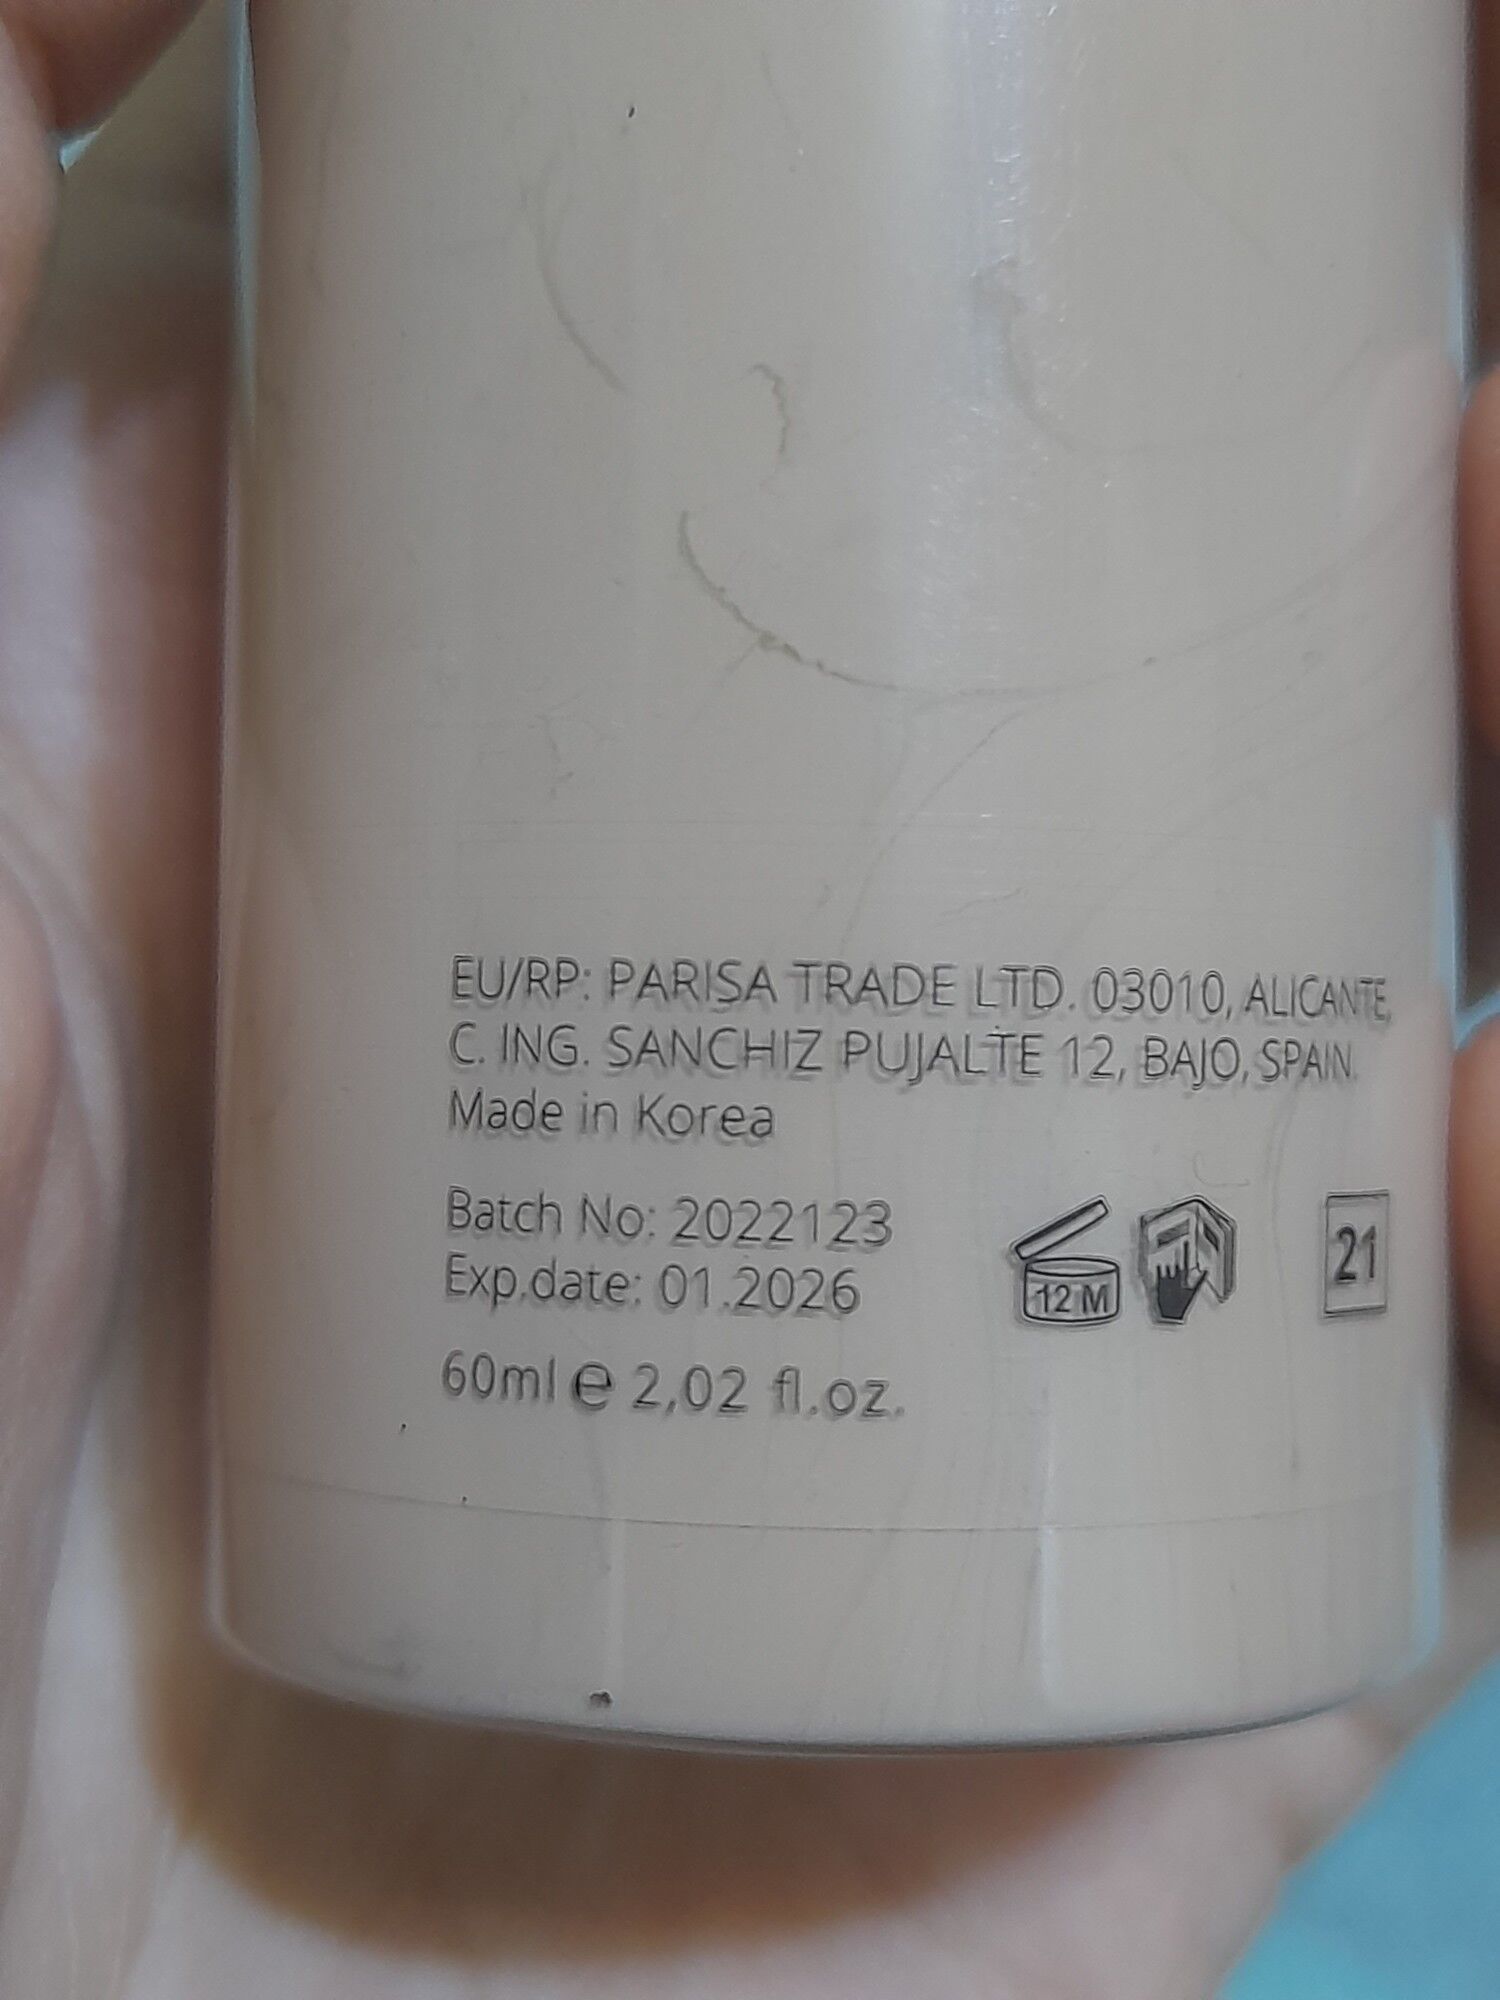 EU/RP: PARISA TRADE LTD. 03010, ALICANTE,
C. ING. SANCHIZ PUJALTE 12, BAJO, SPAIN.
Made in Korea
Batch No: 2022123
Exp.date: 01.2026
12 M
21
60ml e 2,02 fl.oz.